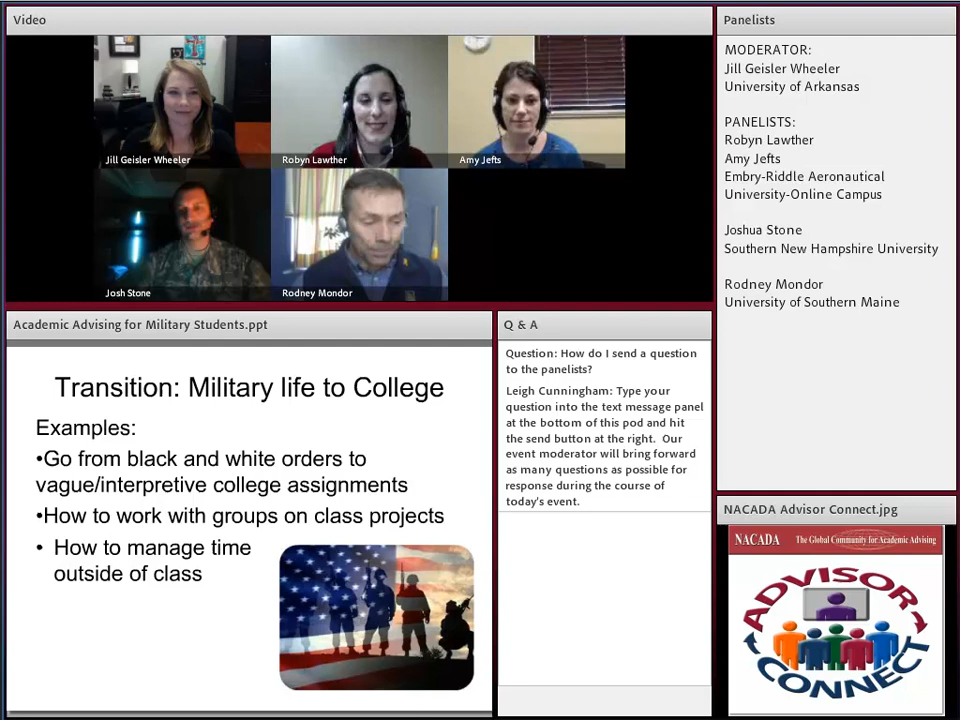 Video
Jill Geisler Wheeler
Robyn Lawther
Amy Jefts
Josh Stone
Rodney Mondor
Panelists
MODERATOR:
Jill Geisler Wheeler
University of Arkansas
PANELISTS:
Robyn Lawther
Amy Jefts
Embry-Riddle Aeronautical
University-Online Campus
Joshua Stone
Southern New Hampshire University
Rodney Mondor
University of Southern Maine
Academic Advising for Military Students.ppt
Transition: Military life to College
Examples:
•Go from black and white orders to
vague/interpretive college assignments
•How to work with groups on class projects
• How to manage time
outside of class
Q & A
Question: How do I send a question
to the panelists?
Leigh Cunningham: Type your
question into the text message panel
at the bottom of this pod and hit
the send button at the right.  Our
event moderator will bring forward
as many questions as possible for
response during the course of
today's event.
NACADA Advisor Connect.jpg
NACADA The Global Community for Academic Advising
ADVISOR
CONNECT